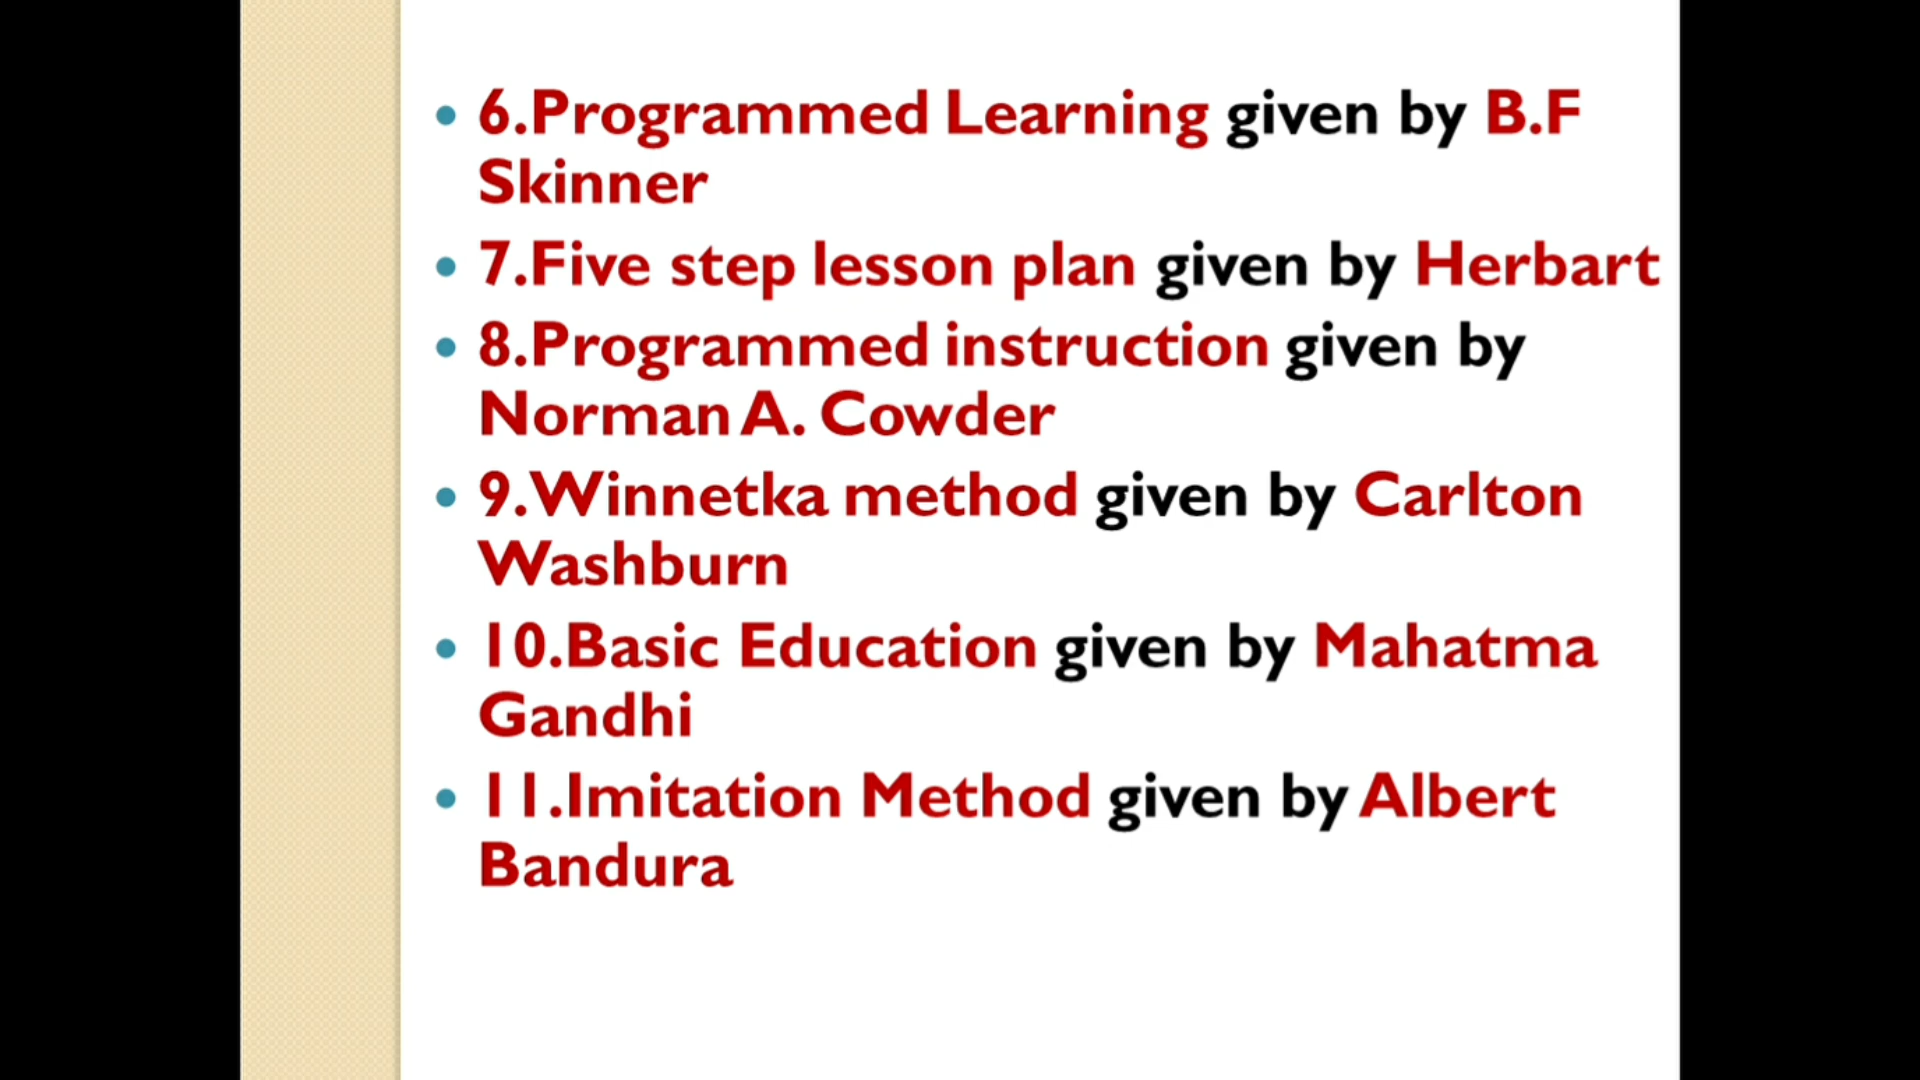 • 6.Programmed Learning given by B.F
Skinner
• 7.Five step lesson plan given by Herbart
• 8.Programmed instruction given by
Norman A. Cowder
• 9.Winnetka method given by Carlton
Washburn
• 10.Basic Education given by Mahatma
Gandhi
• 11.Imitation Method given by Albert
Bandura